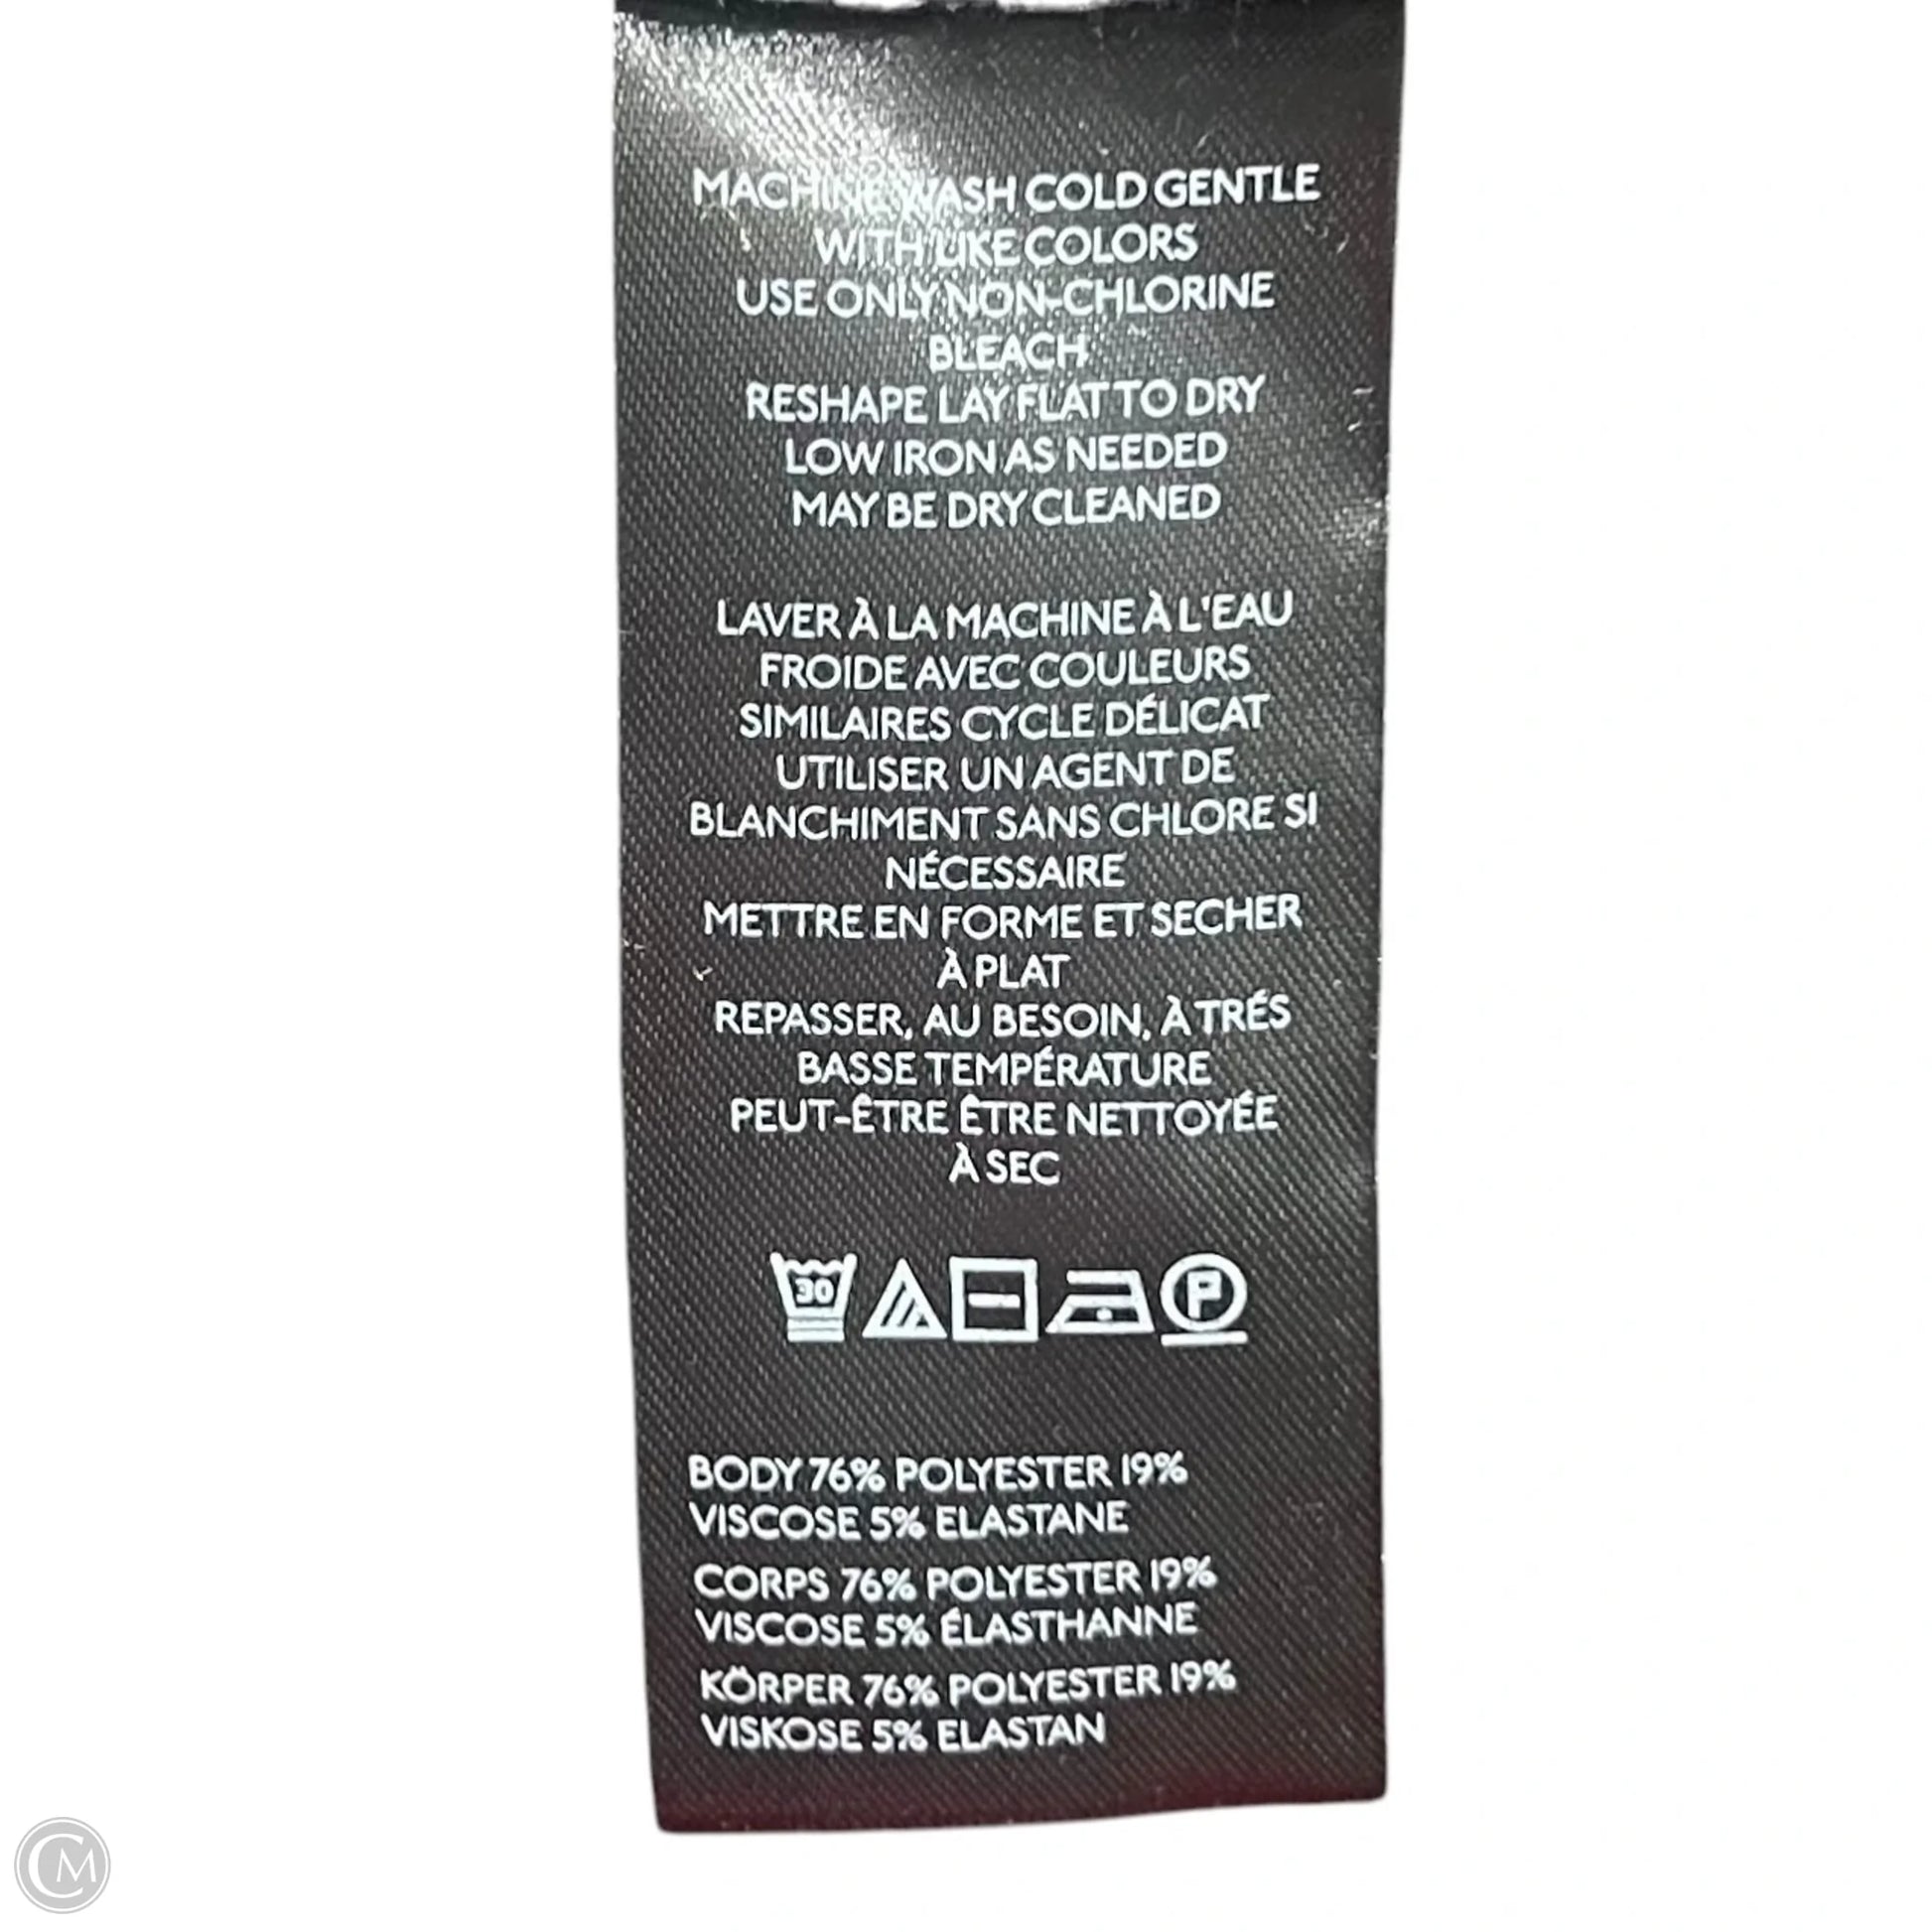 MACHINE WASH COLD GENTLE
WITH LIKE COLORS
USE ONLY NON-CHLORINE
BLEACH
RESHAPE LAY FLAT TO DRY
LOW IRON AS NEEDED
MAY BE DRY CLEANED
LAVER À LA MACHINE À L'EAU
FROIDE AVEC COULEURS
SIMILAIRES CYCLE DÉLICAT
UTILISER UN AGENT DE
BLANCHIMENT SANS CHLORE SI
NÉCESSAIRE
METTRE EN FORME ET SECHER
À PLAT
REPASSER, AU BESOIN, À TRÉS
BASSE TEMPÉRATURE
PEUT-ÊTRE ÊTRE NETTOYÉE
À SEC
30 P
BODY 76% POLYESTER 19%
VISCOSE 5% ELASTANE
CORPS 76% POLYESTER 19%
VISCOSE 5% ÉLASTHANNE
KÖRPER 76% POLYESTER 19%
VISKOSE 5% ELASTAN
CM